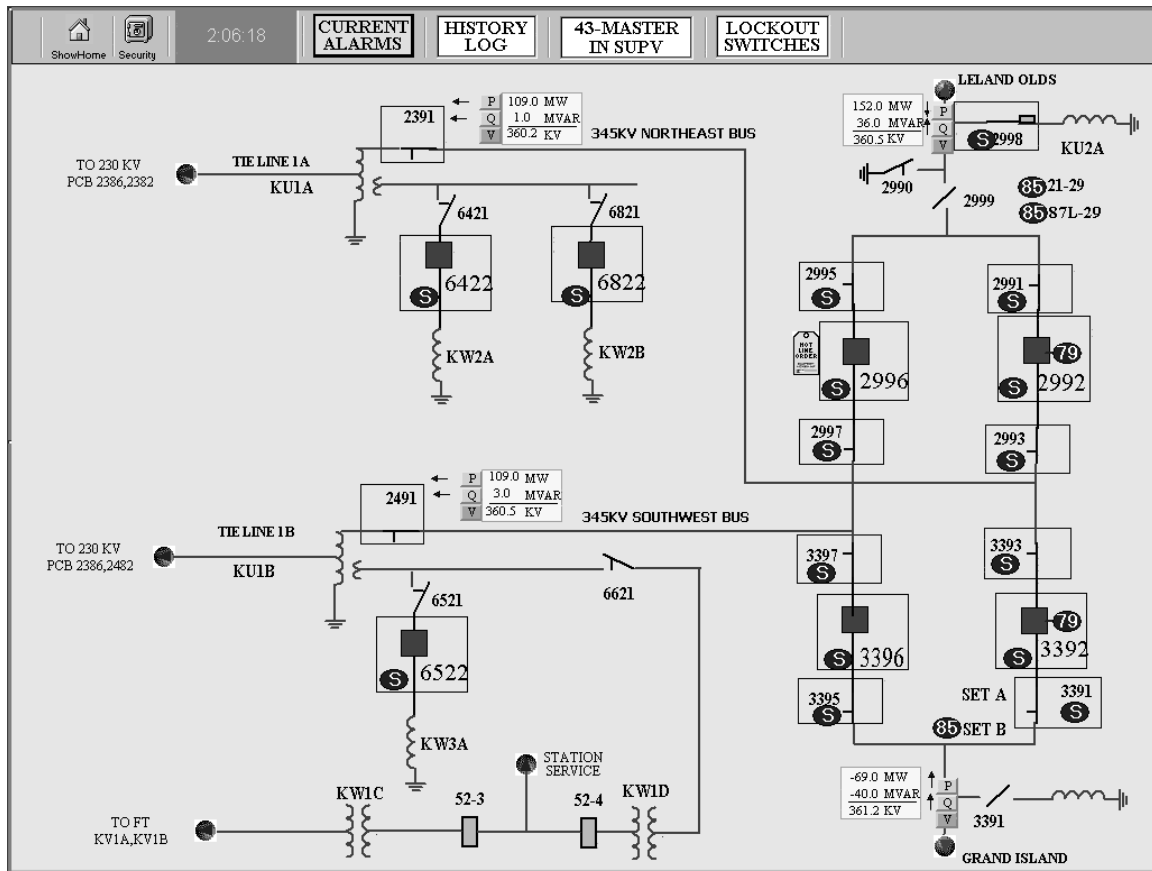 ShowHome
Security
2:06:18
CURRENT
ALARMS
HISTORY
LOG
43-MASTER
IN SUPV
LOCKOUT
SWITCHES
LELAND OLDS
P 109.0 MW
Q 1.0 MVAR
V 360.2 KV
2391
345KV NORTHEAST BUS
152.0 MW P
36.0 MVAR Q
360.5 KV V
S 2998
KU2A
TO 230 KV
PCB 2386,2382
TIE LINE 1A
KU1A
2990
2999
85 21-29
85 87L-29
6421
6821
6422
S
6822
S
2995
S
2991
S
KW2A
KW2B
HOT
LINE
ORDER
2996
S
79
2992
S
2997
S
2993
S
P 109.0 MW
Q 3.0 MVAR
V 360.5 KV
2491
345KV SOUTHWEST BUS
TIE LINE 1B
TO 230 KV
PCB 2386,2482
KU1B
6621
3397
S
3393
S
6521
6522
S
3396
S
79
3392
S
3395
S
SET A
3391
S
85 SET B
KW3A
STATION
SERVICE
KW1C
52-3
52-4
KW1D
-69.0 MW P
-40.0 MVAR Q
361.2 KV V
3391
TO FT
KV1A,KV1B
GRAND ISLAND